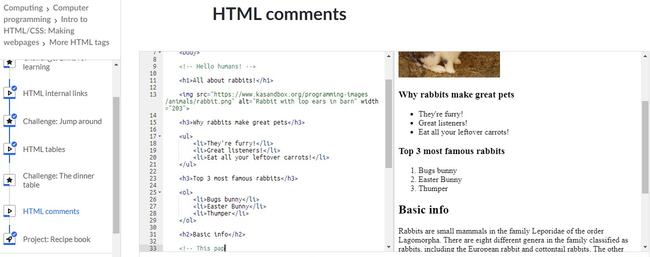 Computing > Computer
programming > Intro to
HTML/CSS: Making
webpages > More HTML tags
learning
HTML internal links
Challenge: Jump around
HTML tables
Challenge: The dinner
table
HTML comments
Project: Recipe book
HTML comments
7 <body>
8
9 <!-- Hello humans! -->
10
11 <h1>All about rabbits!</h1>
12
13 <img src="https://www.kasandbox.org/programming-images
/animals/rabbit.png" alt="Rabbit with lop ears in barn" width
="203">
14
15 <h3>Why rabbits make great pets</h3>
16
17 <ul>
18 <li>They're furry!</li>
19 <li>Great listeners!</li>
20 <li>Eat all your leftover carrots!</li>
21 </ul>
22
23 <h3>Top 3 most famous rabbits</h3>
24
25 <ol>
26 <li>Bugs bunny</li>
27 <li>Easter Bunny</li>
28 <li>Thumper</li>
29 </ol>
30
31 <h2>Basic info</h2>
32
33 <!-- This pap
Why rabbits make great pets
• They're furry!
• Great listeners!
• Eat all your leftover carrots!
Top 3 most famous rabbits
1. Bugs bunny
2. Easter Bunny
3. Thumper
Basic info
Rabbits are small mammals in the family Leporidae of the order
Lagomorpha. There are eight different genera in the family classified as
rabbits, including the European rabbit and cottontail rabbits. The other